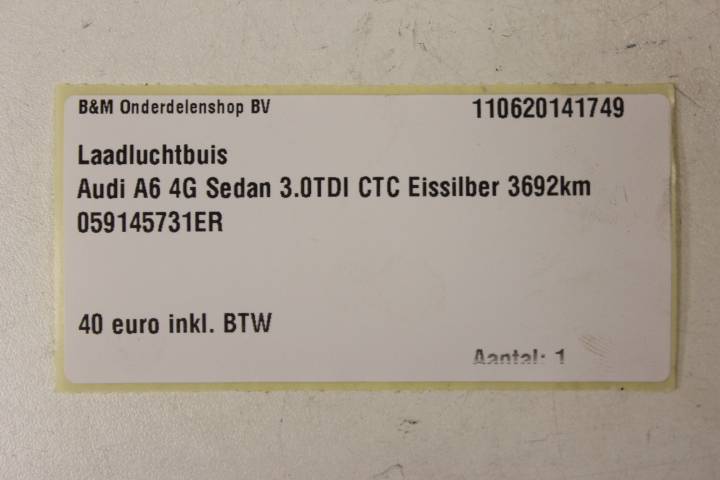 B&M Onderdelenshop BV 110620141749
Laadluchtbuis
Audi A6 4G Sedan 3.0TDI CTC Eissilber 3692km
059145731ER
40 euro inkl. BTW
Aantal: 1